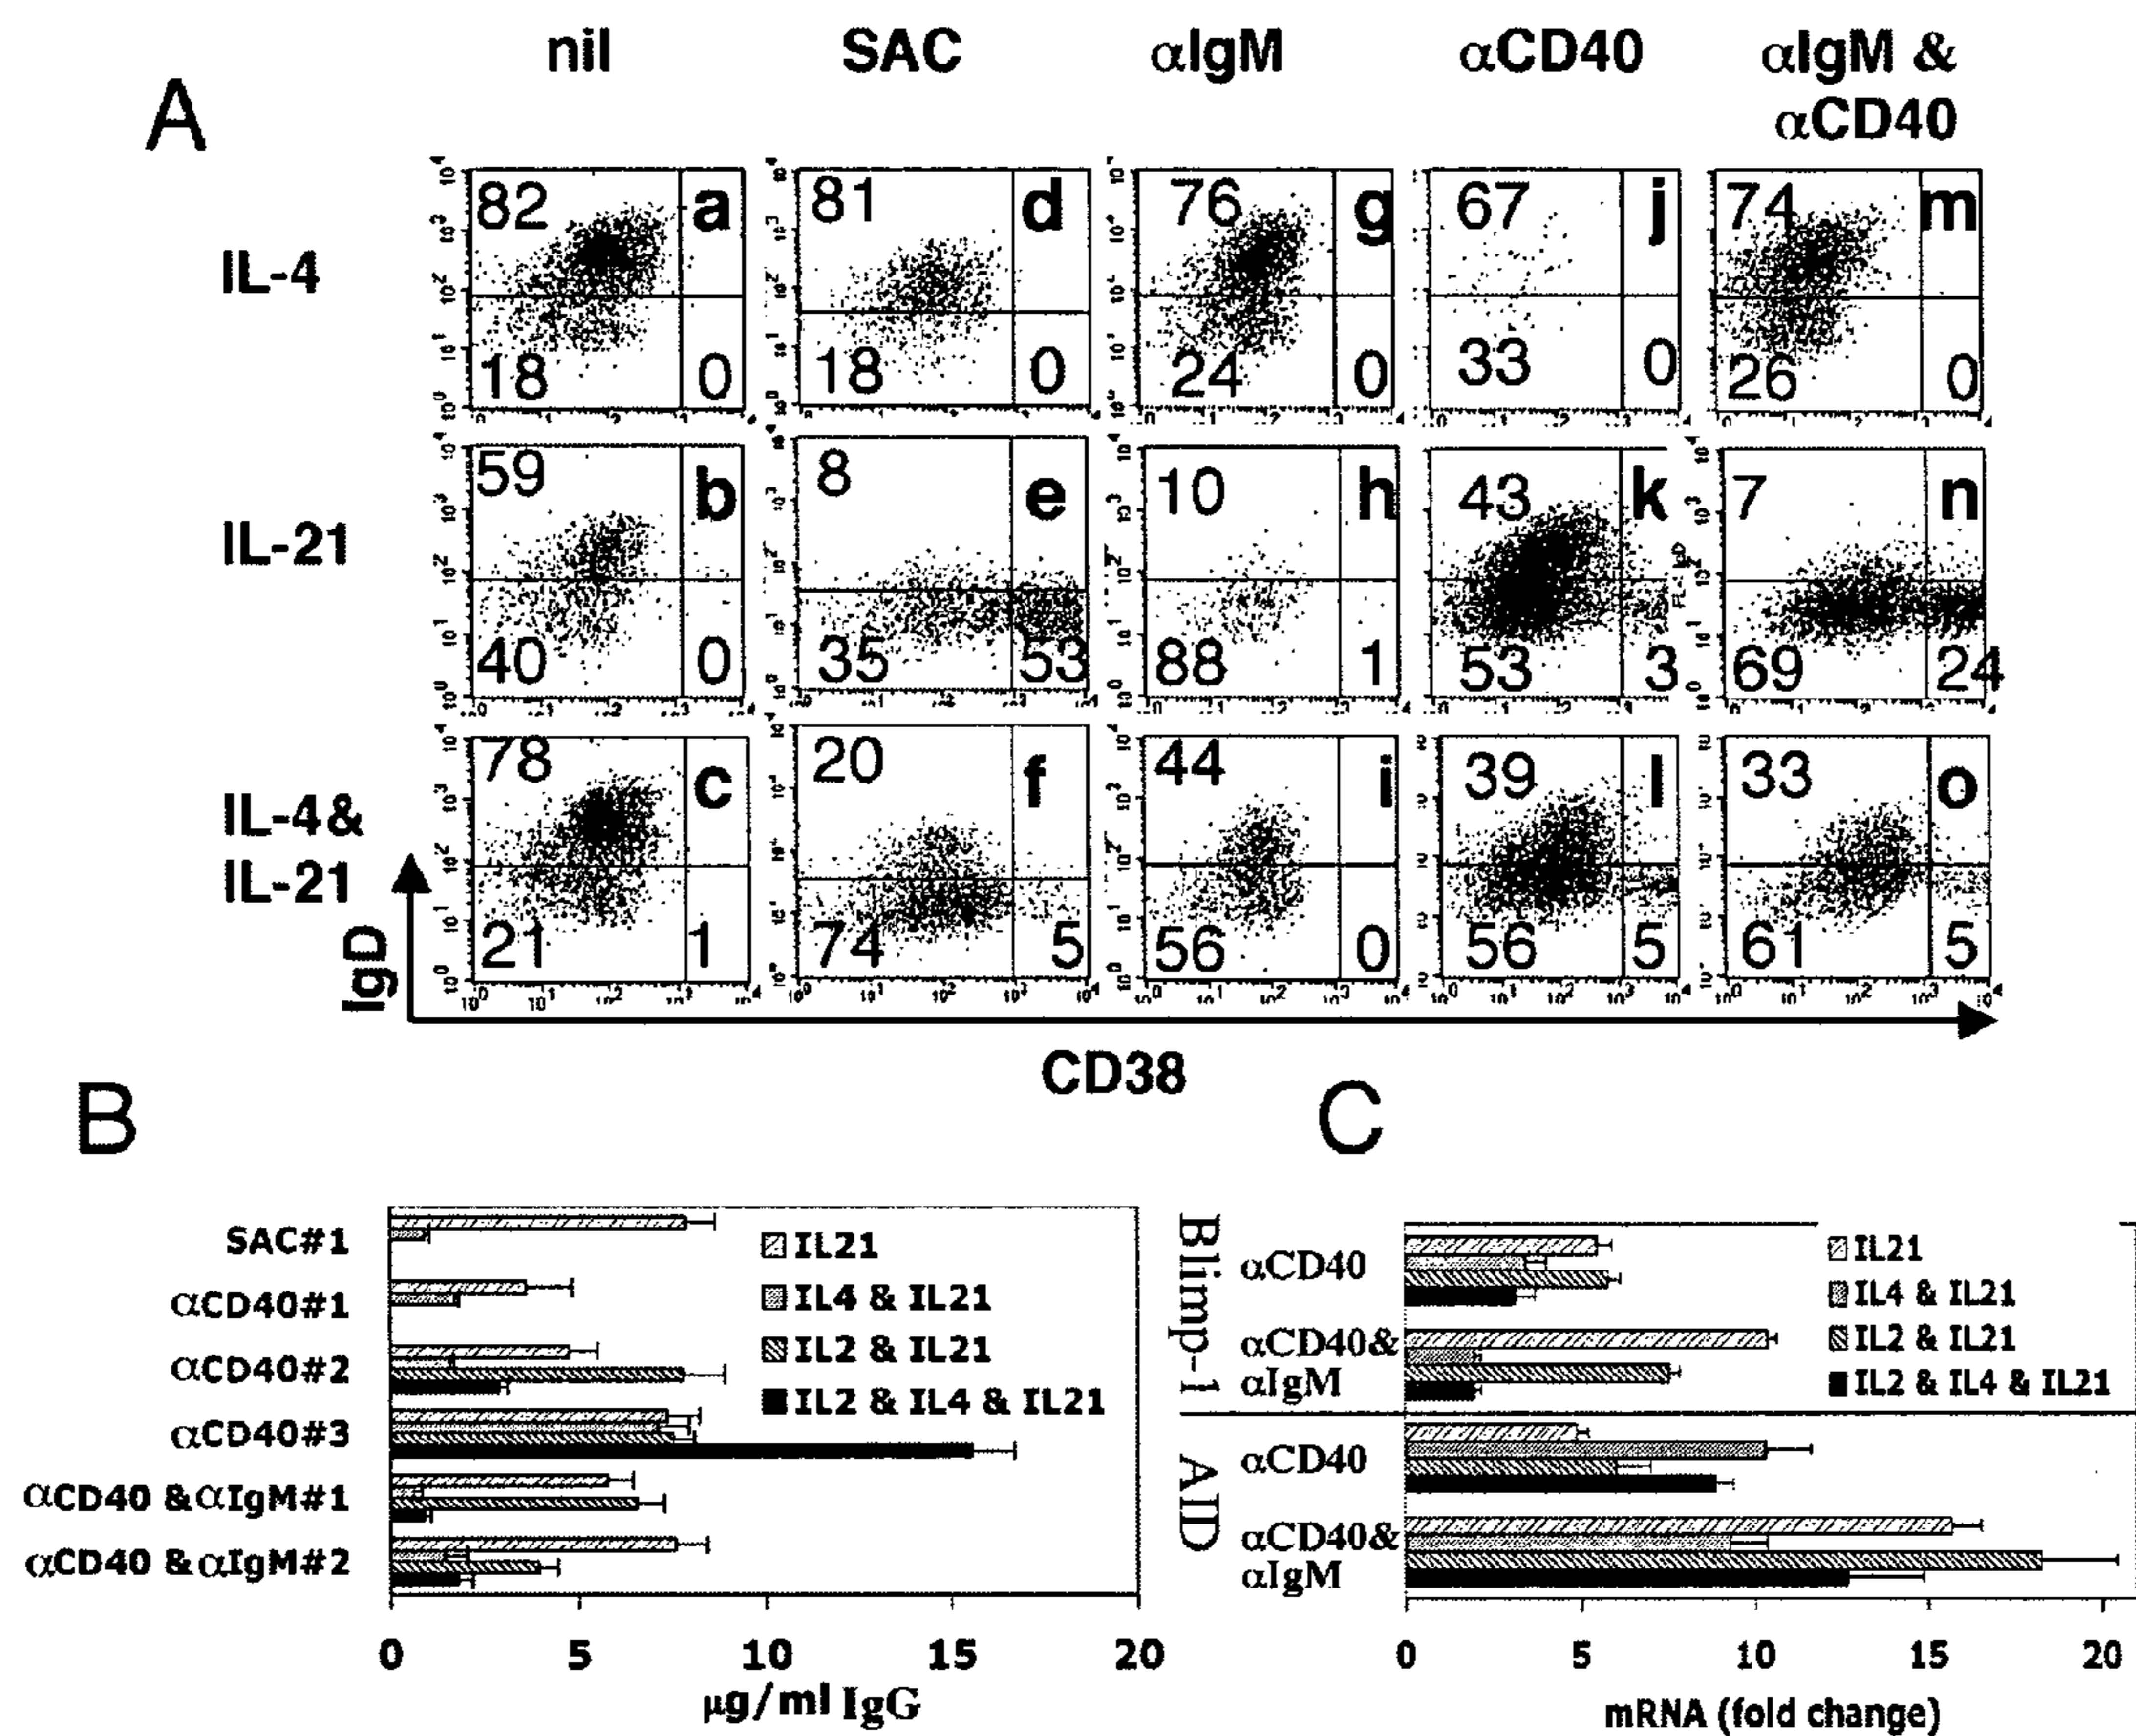 nil SAC αIgM αCD40 αIgM &
αCD40
A
IL-4
82 a 81 d 76 g 67 j 74 m
18 0 18 0 24 0 33 0 26 0
IL-21
59 b 8 e 10 h 43 k 7 n
40 0 35 53 88 1 53 3 69 24
IL-4&
IL-21
78 c 20 f 44 i 39 l 33 o
21 1 74 5 56 0 56 5 61 5
IgD
CD38
B
SAC#1
αCD40#1
αCD40#2
αCD40#3
αCD40 & αIgM#1
αCD40 & αIgM#2
IL21
IL4 & IL21
IL2 & IL21
IL2 & IL4 & IL21
0 5 10 15 20
µg/ml IgG
C
Blimp-1
αCD40
αCD40&
αIgM
AID
αCD40
αCD40&
αIgM
IL21
IL4 & IL21
IL2 & IL21
IL2 & IL4 & IL21
0 5 10 15 20
mRNA (fold change)